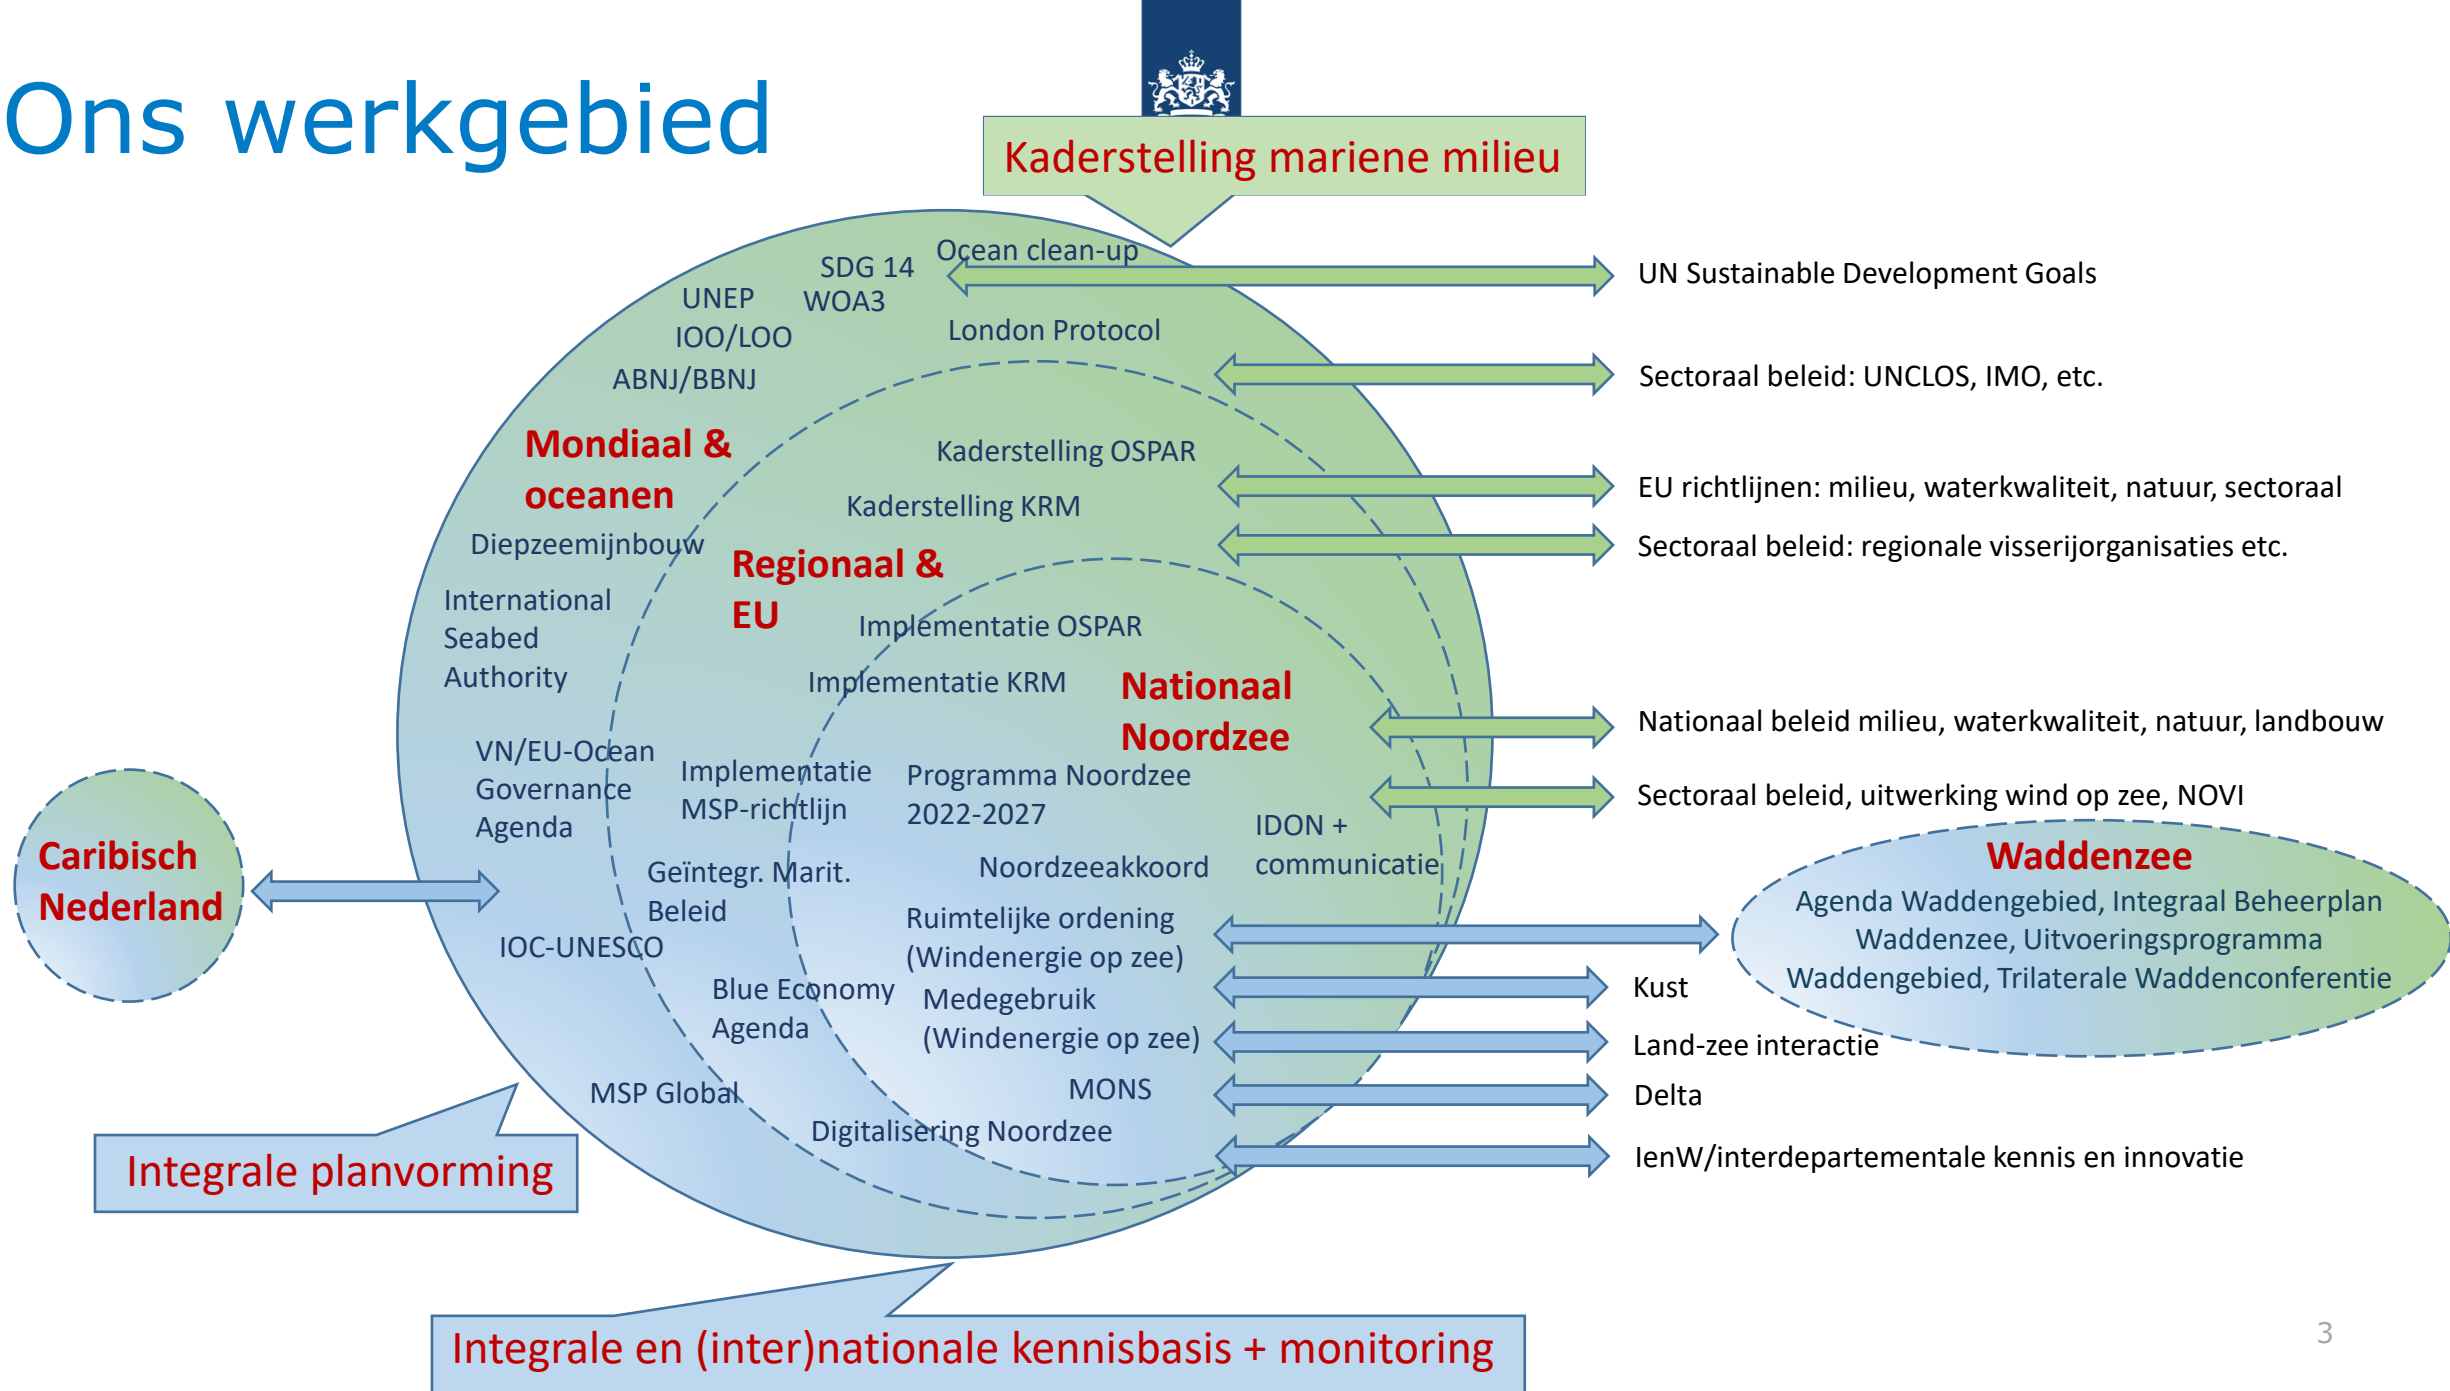 Ons werkgebied
Kaderstelling mariene milieu
Ocean clean-up
SDG 14
UNEP
WOA3
IOO/LOO
London Protocol
ABNJ/BBNJ
UN Sustainable Development Goals
Sectoraal beleid: UNCLOS, IMO, etc.
Mondiaal &
oceanen
Kaderstelling OSPAR
Kaderstelling KRM
EU richtlijnen: milieu, waterkwaliteit, natuur, sectoraal
Sectoraal beleid: regionale visserijorganisaties etc.
Diepzeemijnbouw
Regionaal &
EU
International
Seabed
Authority
Implementatie OSPAR
Implementatie KRM
Nationaal
Noordzee
Nationaal beleid milieu, waterkwaliteit, natuur, landbouw
Sectoraal beleid, uitwerking wind op zee, NOVI
VN/EU-Ocean
Governance
Agenda
Implementatie
MSP-richtlijn
Programma Noordzee
2022-2027
IDON +
communicatie
Caribisch
Nederland
Geïntegr. Marit.
Beleid
Noordzeeakkoord
Waddenzee
Agenda Waddengebied, Integraal Beheerplan
Waddenzee, Uitvoeringsprogramma
Waddengebied, Trilaterale Waddenconferentie
IOC-UNESCO
Ruimtelijke ordening
(Windenergie op zee)
Blue Economy
Agenda
Medegebruik
(Windenergie op zee)
Kust
Land-zee interactie
MSP Global
MONS
Delta
Digitalisering Noordzee
IenW/interdepartementale kennis en innovatie
Integrale planvorming
Integrale en (inter)nationale kennisbasis + monitoring
3